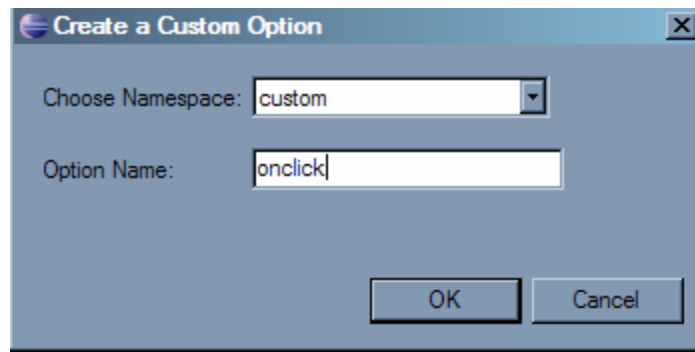 Create a Custom Option
Choose Namespace: custom
Option Name: onclick
OK Cancel